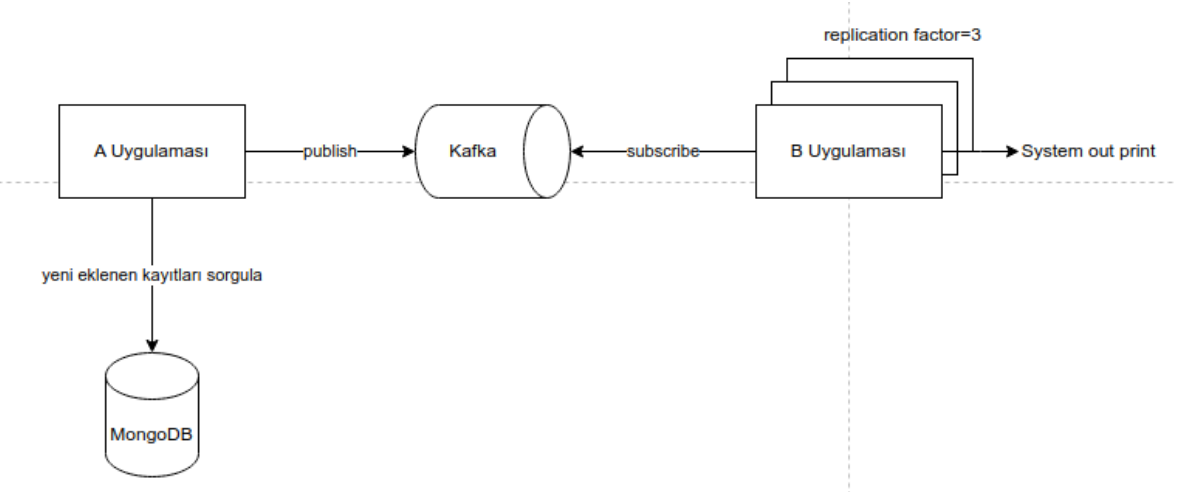 replication factor=3
A Uygulaması
publish
Kafka
subscribe
B Uygulaması
System out print
yeni eklenen kayıtları sorgula
MongoDB